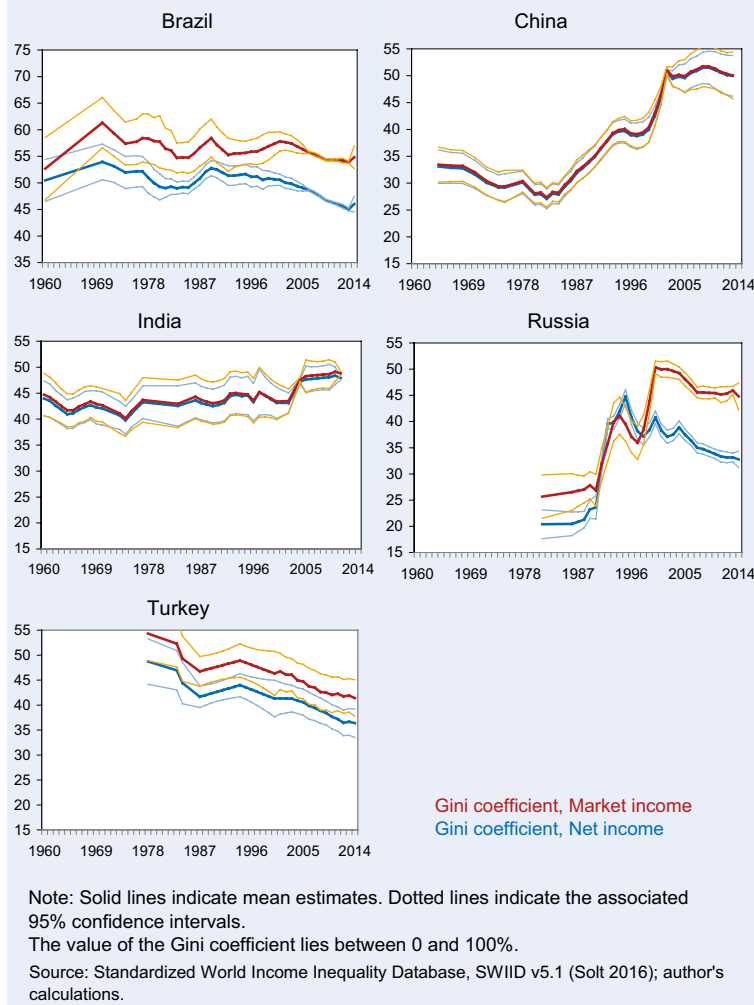 Brazil
75
70
65
60
55
50
45
40
35
1960 1969 1978 1987 1996 2005 2014
China
55
50
45
40
35
30
25
20
15
1960 1969 1978 1987 1996 2005 2014
India
55
50
45
40
35
30
25
20
15
1960 1969 1978 1987 1996 2005 2014
Russia
55
50
45
40
35
30
25
20
15
1960 1969 1978 1987 1996 2005 2014
Turkey
55
50
45
40
35
30
25
20
15
1960 1969 1978 1987 1996 2005 2014
Gini coefficient, Market income
Gini coefficient, Net income
Note: Solid lines indicate mean estimates. Dotted lines indicate the associated
95% confidence intervals.
The value of the Gini coefficient lies between 0 and 100%.
Source: Standardized World Income Inequality Database, SWIID v5.1 (Solt 2016); author's
calculations.